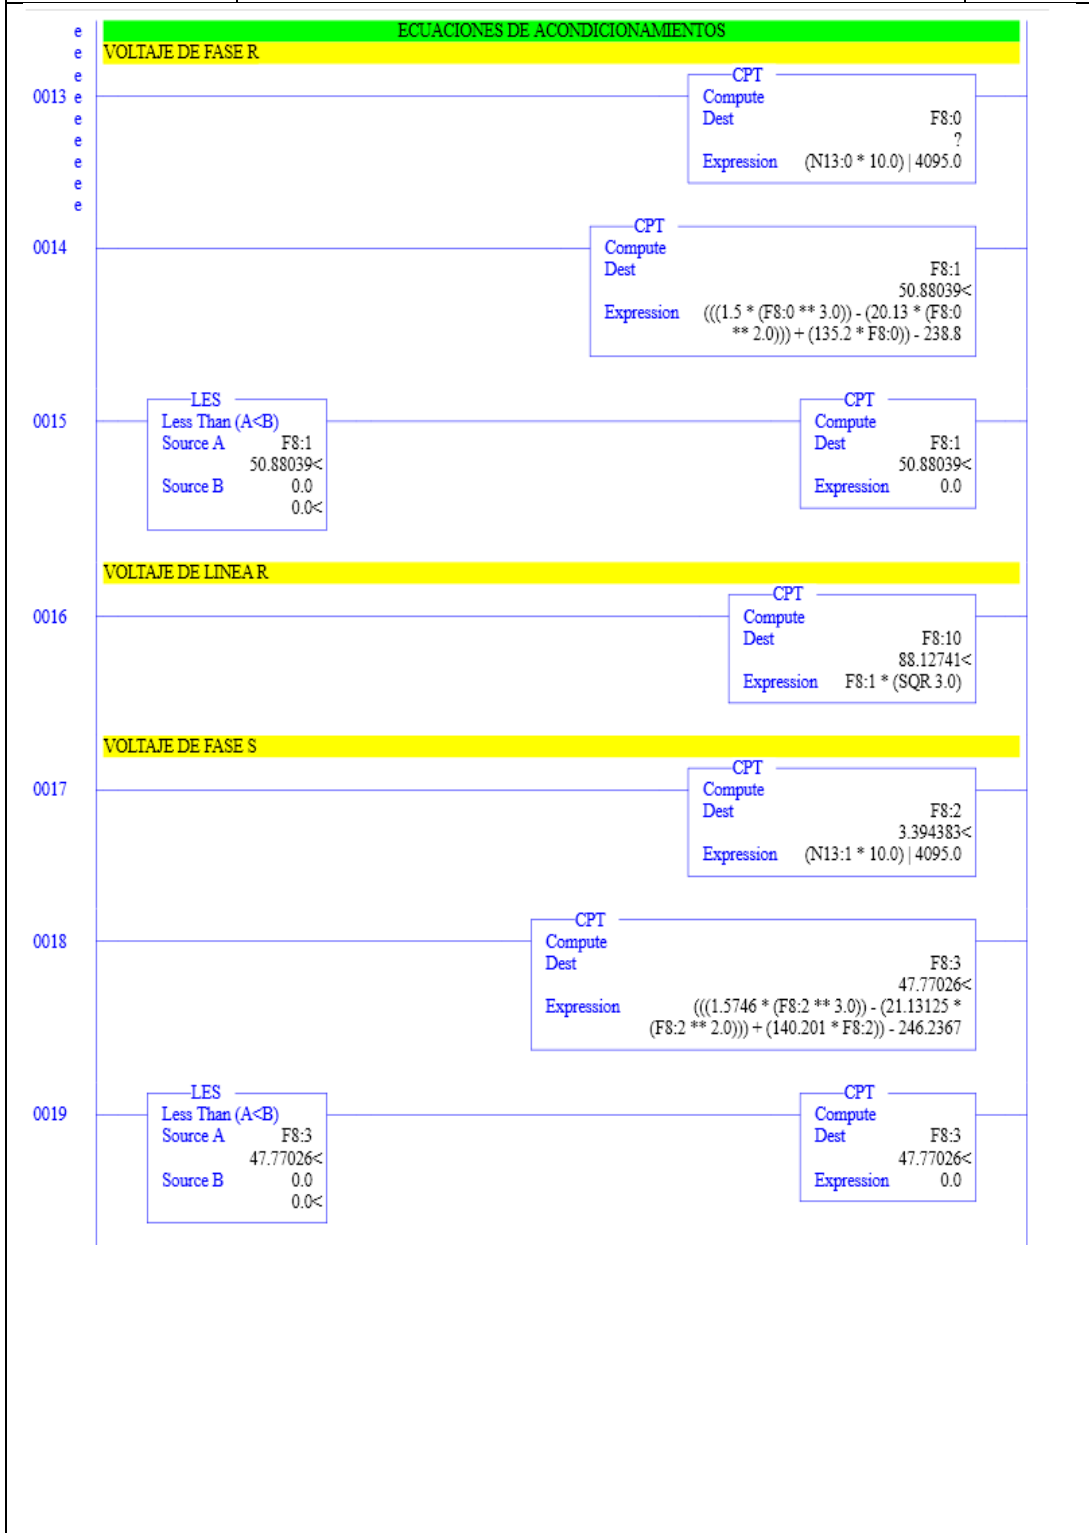 ECUACIONES DE ACONDICIONAMIENTOS
e
VOLTAJE DE FASE R
e
e
CPT
0013 e
Compute
e
Dest F8:0
e
?
e
Expression (N13:0 * 10.0) | 4095.0
e
e
CPT
0014
Compute
Dest F8:1
50.88039<
Expression (((1.5 * (F8:0 ** 3.0)) - (20.13 * (F8:0
** 2.0))) + (135.2 * F8:0)) - 238.8
0015
LES
Less Than (A<B)
Source A F8:1
50.88039<
Source B 0.0
0.0<
CPT
Compute
Dest F8:1
50.88039<
Expression 0.0
VOLTAJE DE LINEA R
0016
CPT
Compute
Dest F8:10
88.12741<
Expression F8:1 * (SQR 3.0)
VOLTAJE DE FASE S
0017
CPT
Compute
Dest F8:2
3.394383<
Expression (N13:1 * 10.0) | 4095.0
0018
CPT
Compute
Dest F8:3
47.77026<
Expression (((1.5746 * (F8:2 ** 3.0)) - (21.13125 *
(F8:2 ** 2.0))) + (140.201 * F8:2)) - 246.2367
0019
LES
Less Than (A<B)
Source A F8:3
47.77026<
Source B 0.0
0.0<
CPT
Compute
Dest F8:3
47.77026<
Expression 0.0